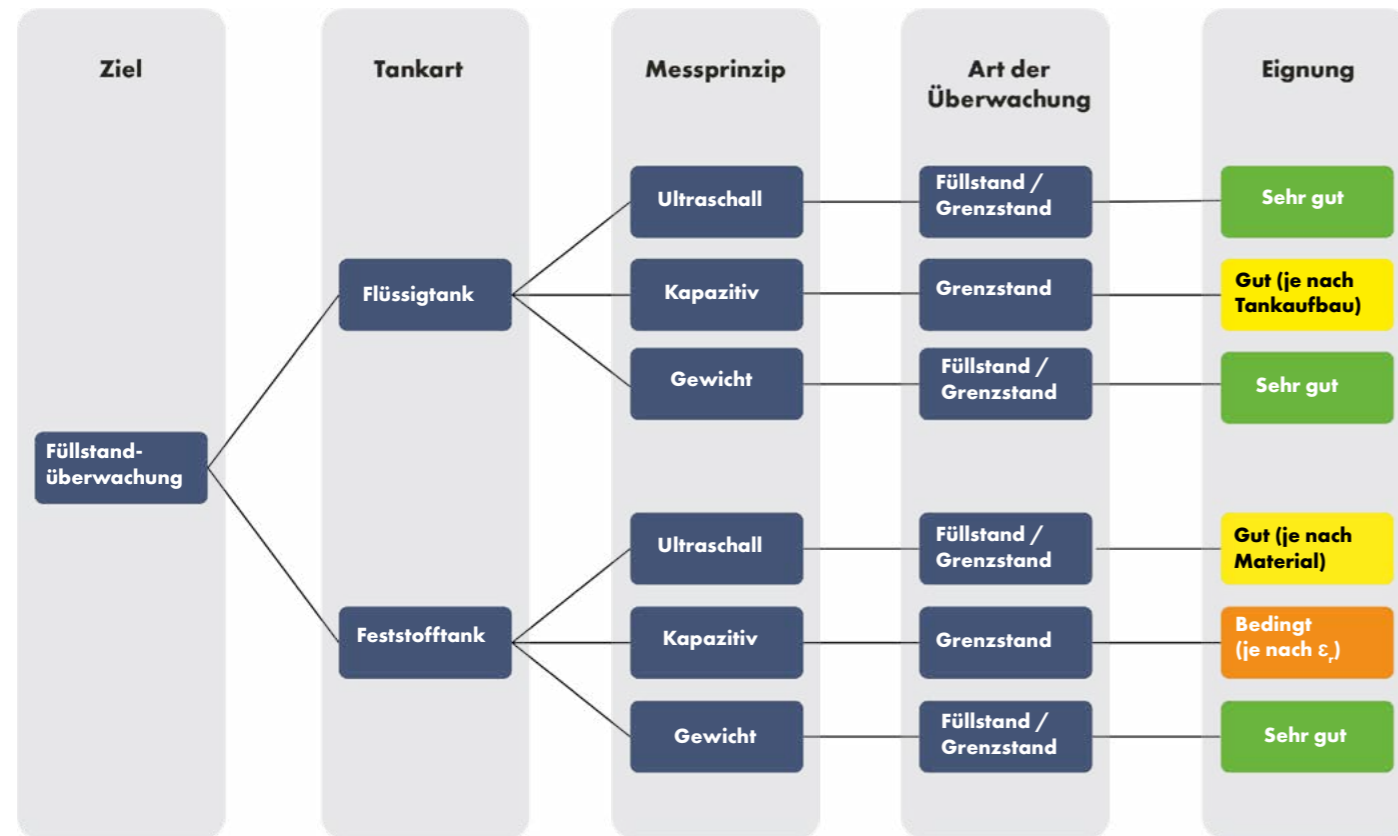 Ziel
Tankart
Messprinzip
Art der
Überwachung
Eignung
Ultraschall
Füllstand /
Grenzstand
Sehr gut
Flüssigtank
Kapazitiv
Grenzstand
Gut (je nach
Tankaufbau)
Gewicht
Füllstand /
Grenzstand
Sehr gut
Füllstand-
überwachung
Ultraschall
Füllstand /
Grenzstand
Gut (je nach
Material)
Feststofftank
Kapazitiv
Grenzstand
Bedingt
(je nach εr)
Gewicht
Füllstand /
Grenzstand
Sehr gut